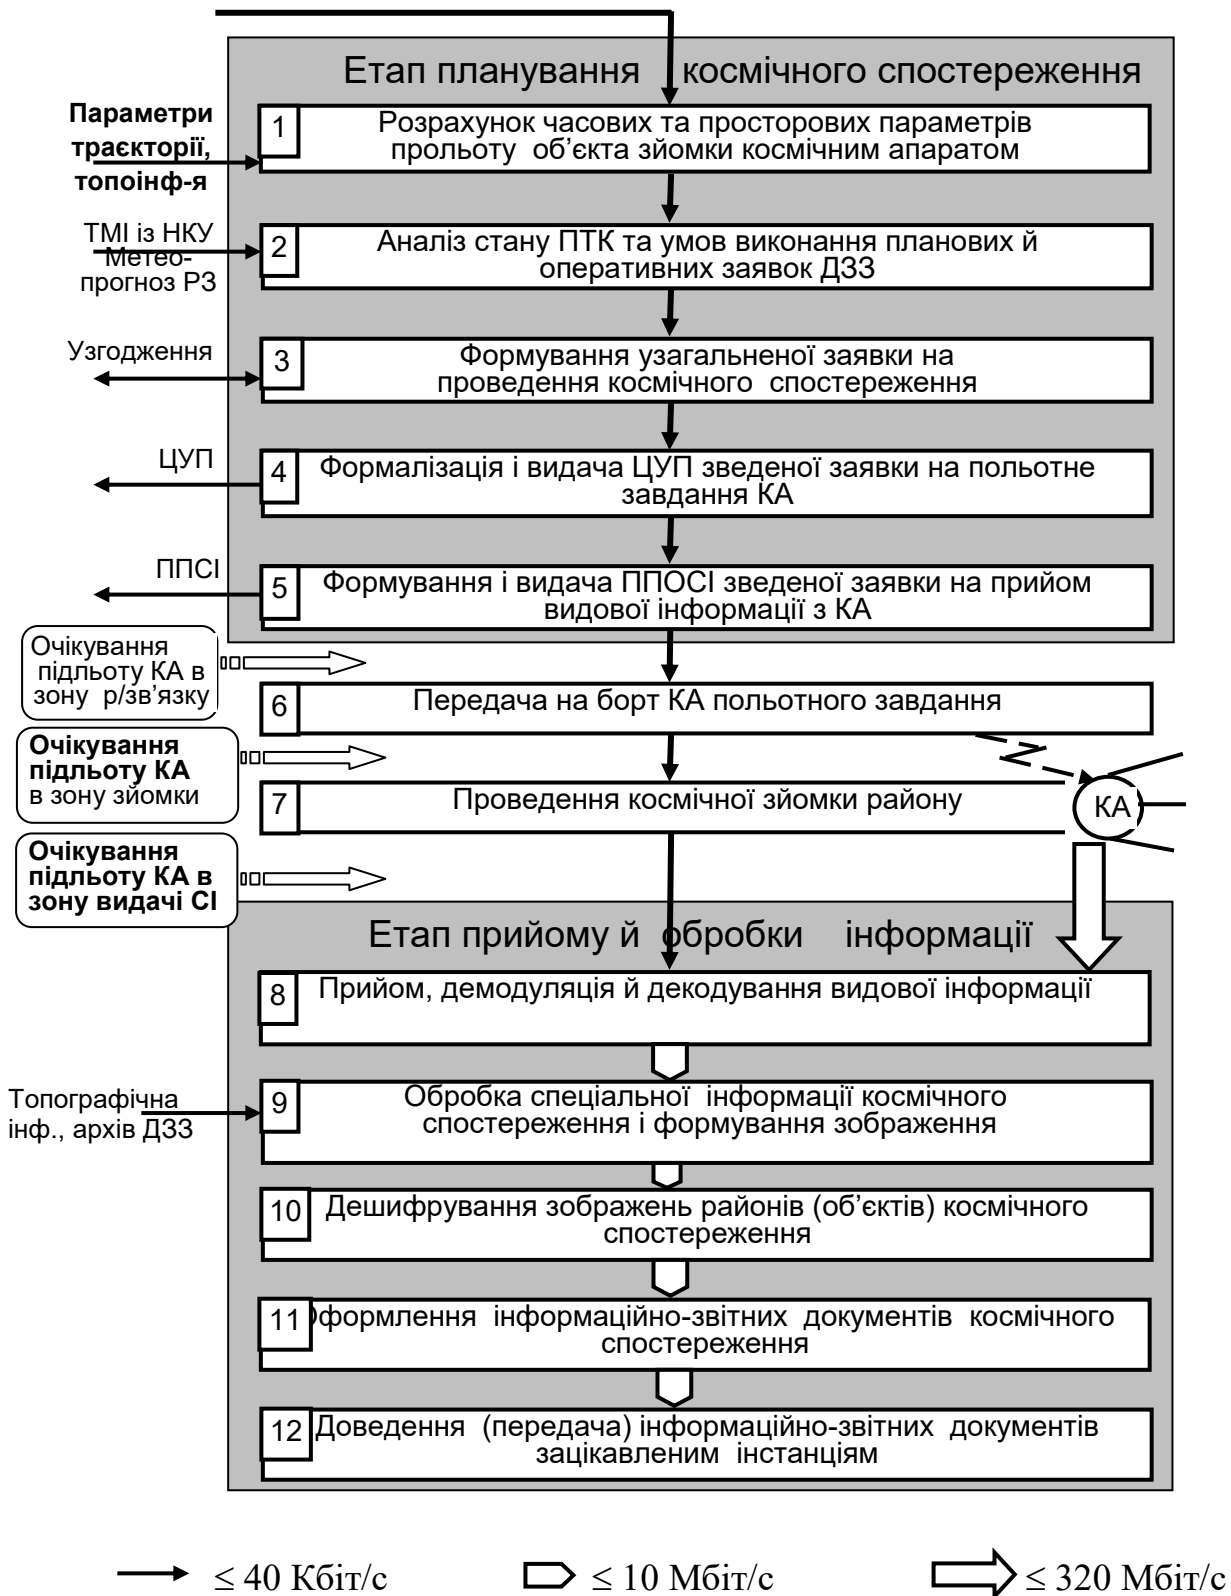 Етап планування космічного спостереження
Параметри
траєкторії,
топоінф-я
1
Розрахунок часових та просторових параметрів
прольоту об’єкта зйомки космічним апаратом
ТМІ із НКУ
Метео-
прогноз РЗ
2
Аналіз стану ПТК та умов виконання планових й
оперативних заявок ДЗЗ
Узгодження
3
Формування узагальненої заявки на
проведення космічного спостереження
ЦУП
4
Формалізація і видача ЦУП зведеної заявки на польотне
завдання КА
ППСІ
5
Формування і видача ППОСІ зведеної заявки на прийом
видової інформації з КА
Очікування
підльоту КА в
зону р/зв’язку
6
Передача на борт КА польотного завдання
Очікування
підльоту КА
в зону зйомки
7
Проведення космічної зйомки району
КА
Очікування
підльоту КА в
зону видачі СІ
Етап прийому й обробки інформації
8
Прийом, демодуляція й декодування видової інформації
Топографічна
інф., архів ДЗЗ
9
Обробка спеціальної інформації космічного
спостереження і формування зображення
10
Дешифрування зображень районів (об’єктів) космічного
спостереження
11
Оформлення інформаційно-звітних документів космічного
спостереження
12
Доведення (передача) інформаційно-звітних документів
зацікавленим інстанціям
≤ 40 Кбіт/с
≤ 10 Мбіт/с
≤ 320 Мбіт/с